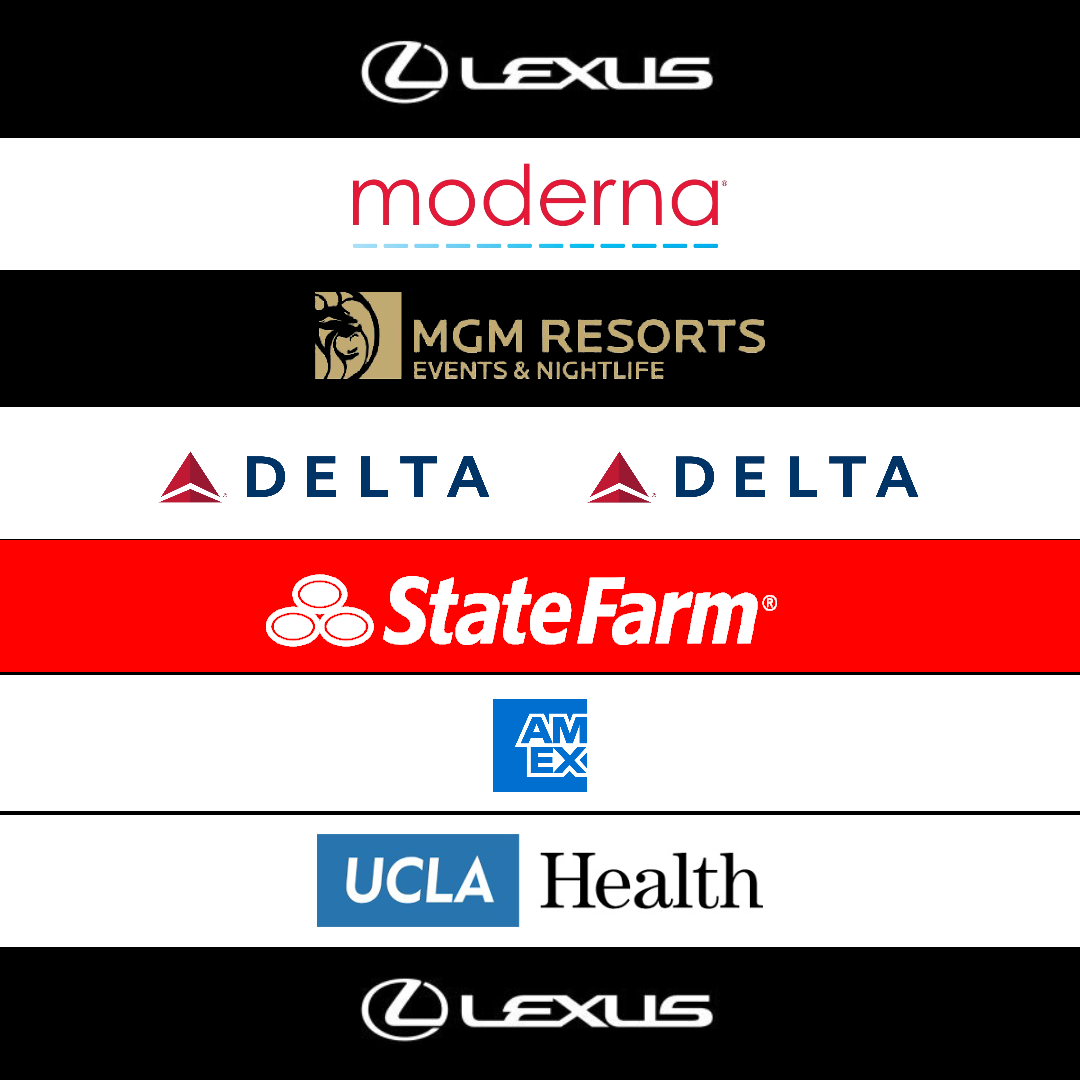 LEXUS
moderna®
MGM RESORTS
EVENTS & NIGHTLIFE
DELTA DELTA
StateFarm®
AM
EX
UCLA Health
LEXUS